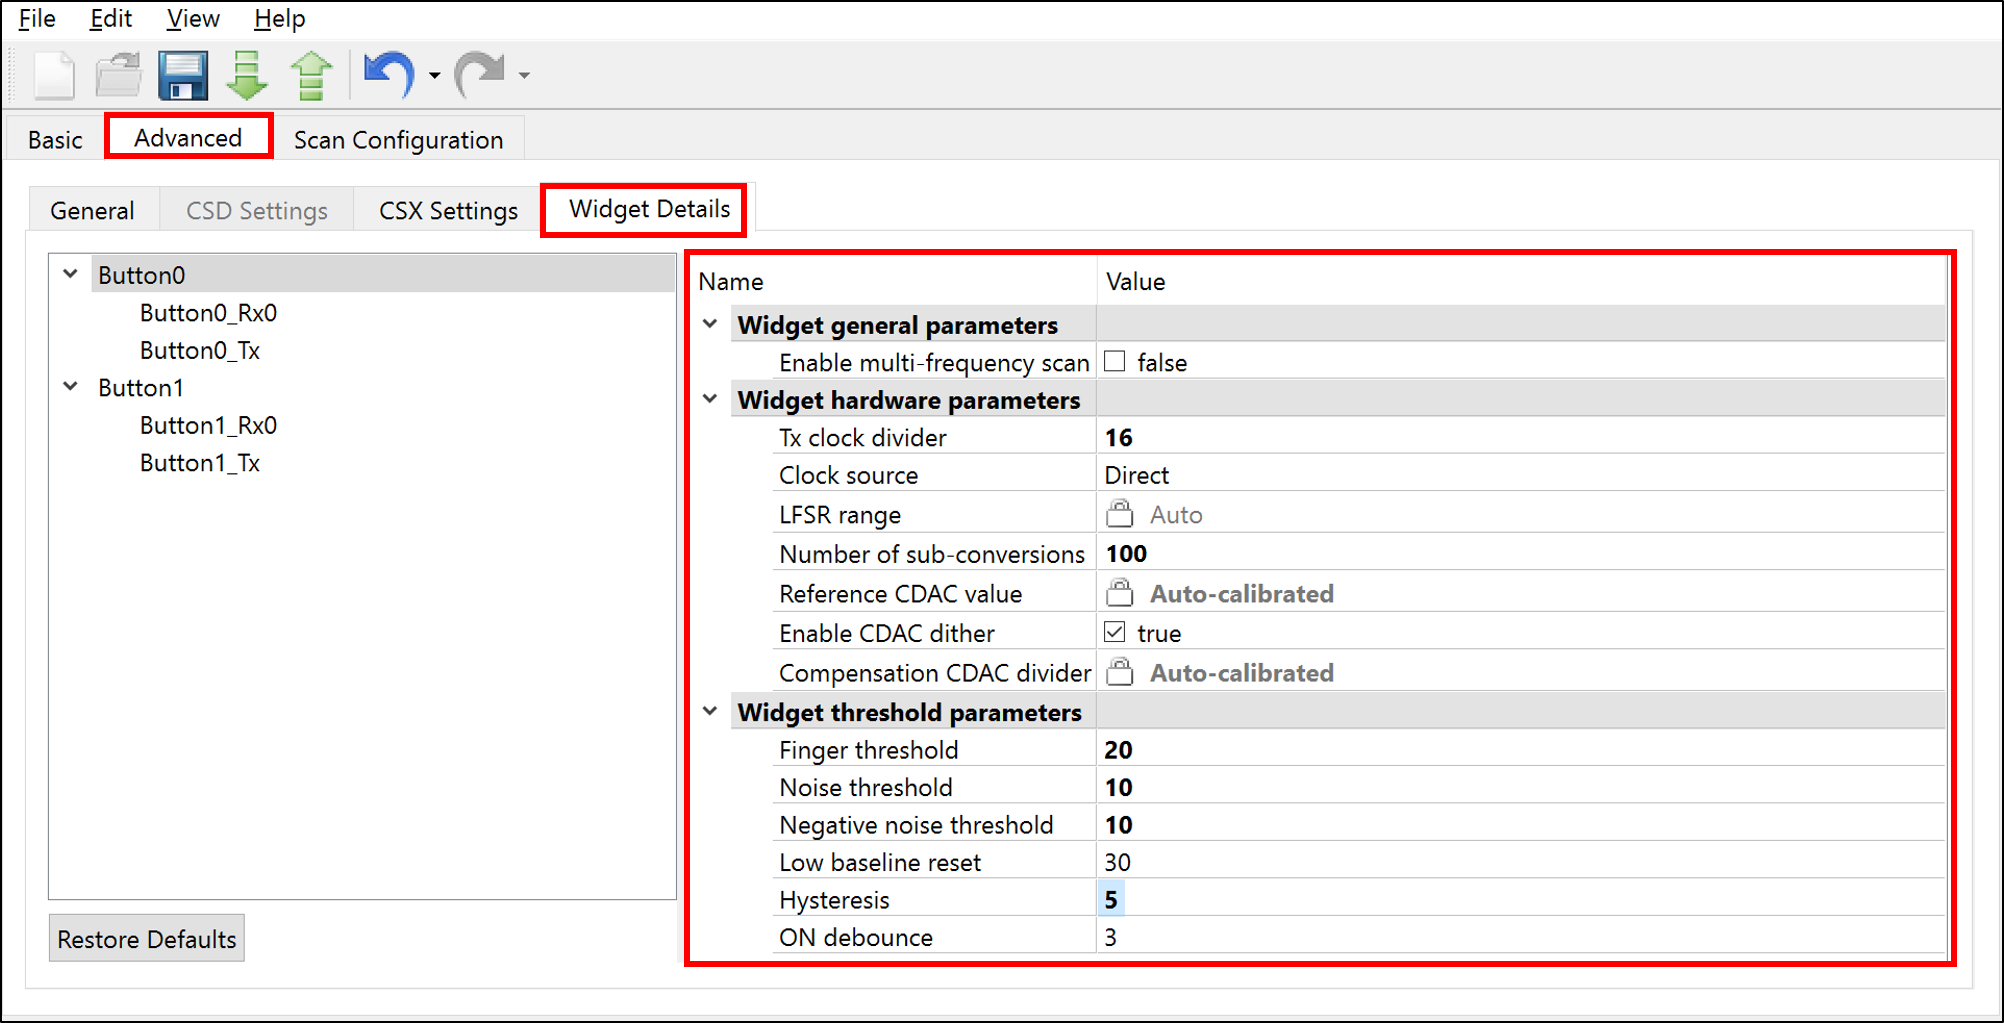 File Edit View Help
Basic Advanced Scan Configuration
General CSD Settings CSX Settings Widget Details
Button0
Button0_Rx0
Button0_Tx
Button1
Button1_Rx0
Button1_Tx
Restore Defaults
Name Value
Widget general parameters
Enable multi-frequency scan false
Widget hardware parameters
Tx clock divider 16
Clock source Direct
LFSR range Auto
Number of sub-conversions 100
Reference CDAC value Auto-calibrated
Enable CDAC dither true
Compensation CDAC divider Auto-calibrated
Widget threshold parameters
Finger threshold 20
Noise threshold 10
Negative noise threshold 10
Low baseline reset 30
Hysteresis 5
ON debounce 3